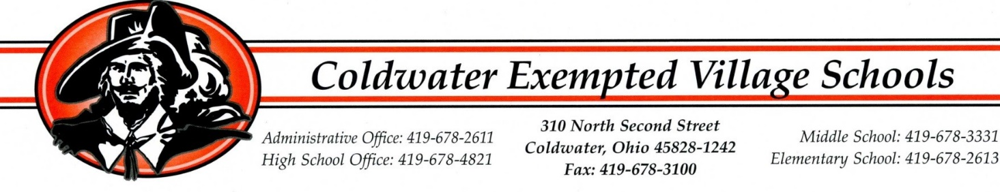 Coldwater Exempted Village Schools
Administrative Office: 419-678-2611
High School Office: 419-678-4821
310 North Second Street
Coldwater, Ohio 45828-1242
Fax: 419-678-3100
Middle School: 419-678-3331
Elementary School: 419-678-2613